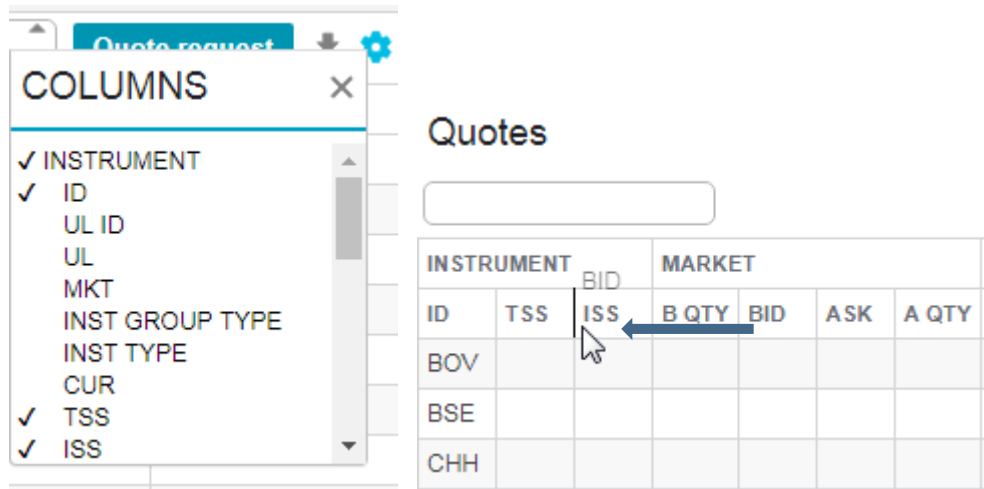 Quote request
COLUMNS
✓ INSTRUMENT
✓ ID
UL ID
UL
MKT
INST GROUP TYPE
INST TYPE
CUR
✓ TSS
✓ ISS
Quotes
INSTRUMENT MARKET
BID
ID TSS ISS B QTY BID ASK A QTY
BOV
BSE
CHH